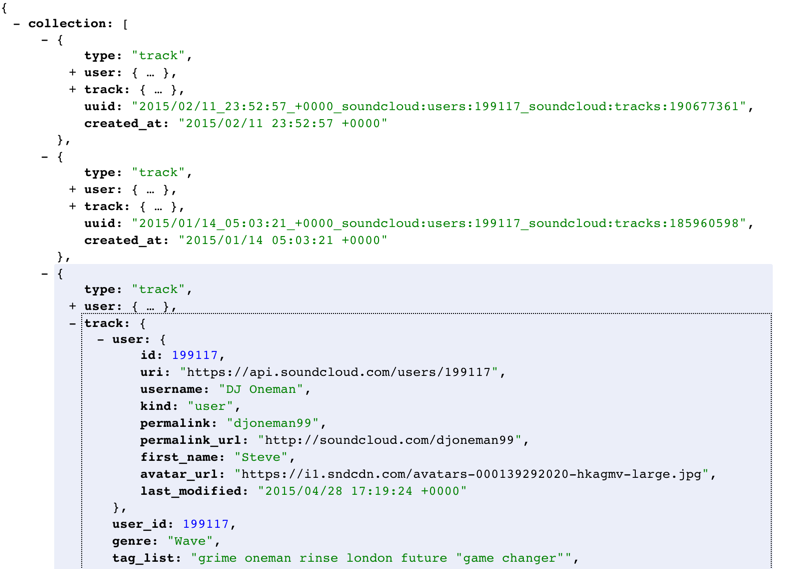 {
- collection: [
- {
type: "track",
+ user: { … },
+ track: { … },
uuid: "2015/02/11_23:52:57_+0000_soundcloud:users:199117_soundcloud:tracks:190677361",
created_at: "2015/02/11 23:52:57 +0000"
},
- {
type: "track",
+ user: { … },
+ track: { … },
uuid: "2015/01/14_05:03:21_+0000_soundcloud:users:199117_soundcloud:tracks:185960598",
created_at: "2015/01/14 05:03:21 +0000"
},
- {
type: "track",
+ user: { … },
- track: {
- user: {
id: 199117,
uri: "https://api.soundcloud.com/users/199117",
username: "DJ Oneman",
kind: "user",
permalink: "djoneman99",
permalink_url: "http://soundcloud.com/djoneman99",
first_name: "Steve",
avatar_url: "https://i1.sndcdn.com/avatars-000139292020-hkagmv-large.jpg",
last_modified: "2015/04/28 17:19:24 +0000"
},
user_id: 199117,
genre: "Wave",
tag_list: "grime oneman rinse london future "game changer"",